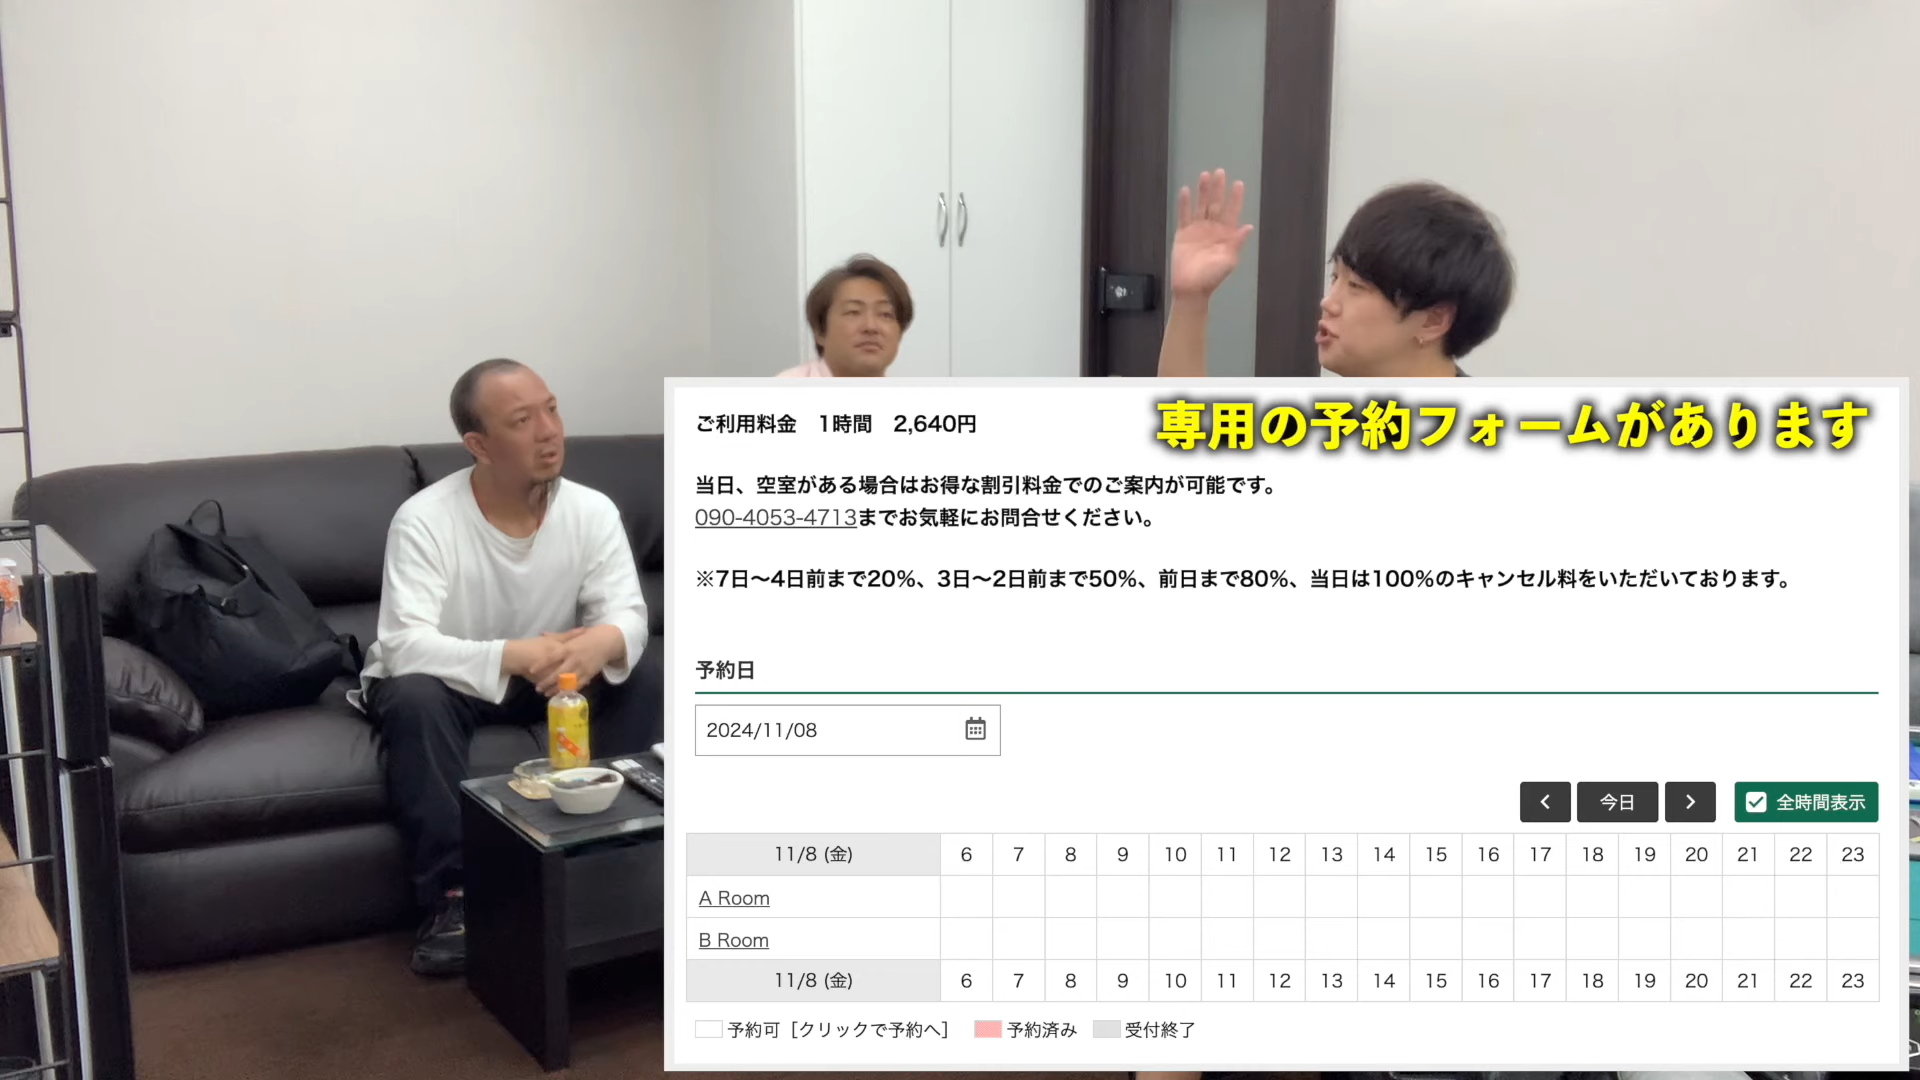 専用の予約フォームがあります
ご利用料金 1時間 2,640円
当日、空室がある場合はお得な割引料金でのご案内が可能です。
090-4053-4713までお気軽にお問合せください。
※7日〜4日前まで20%、3日〜2日前まで50%、前日まで80%、当日は100%のキャンセル料をいただいております。
予約日
2024/11/08
今日 全時間表示
11/8 (金) 6 7 8 9 10 11 12 13 14 15 16 17 18 19 20 21 22 23
A Room
B Room
11/8 (金) 6 7 8 9 10 11 12 13 14 15 16 17 18 19 20 21 22 23
予約可［クリックで予約へ］ 予約済み 受付終了